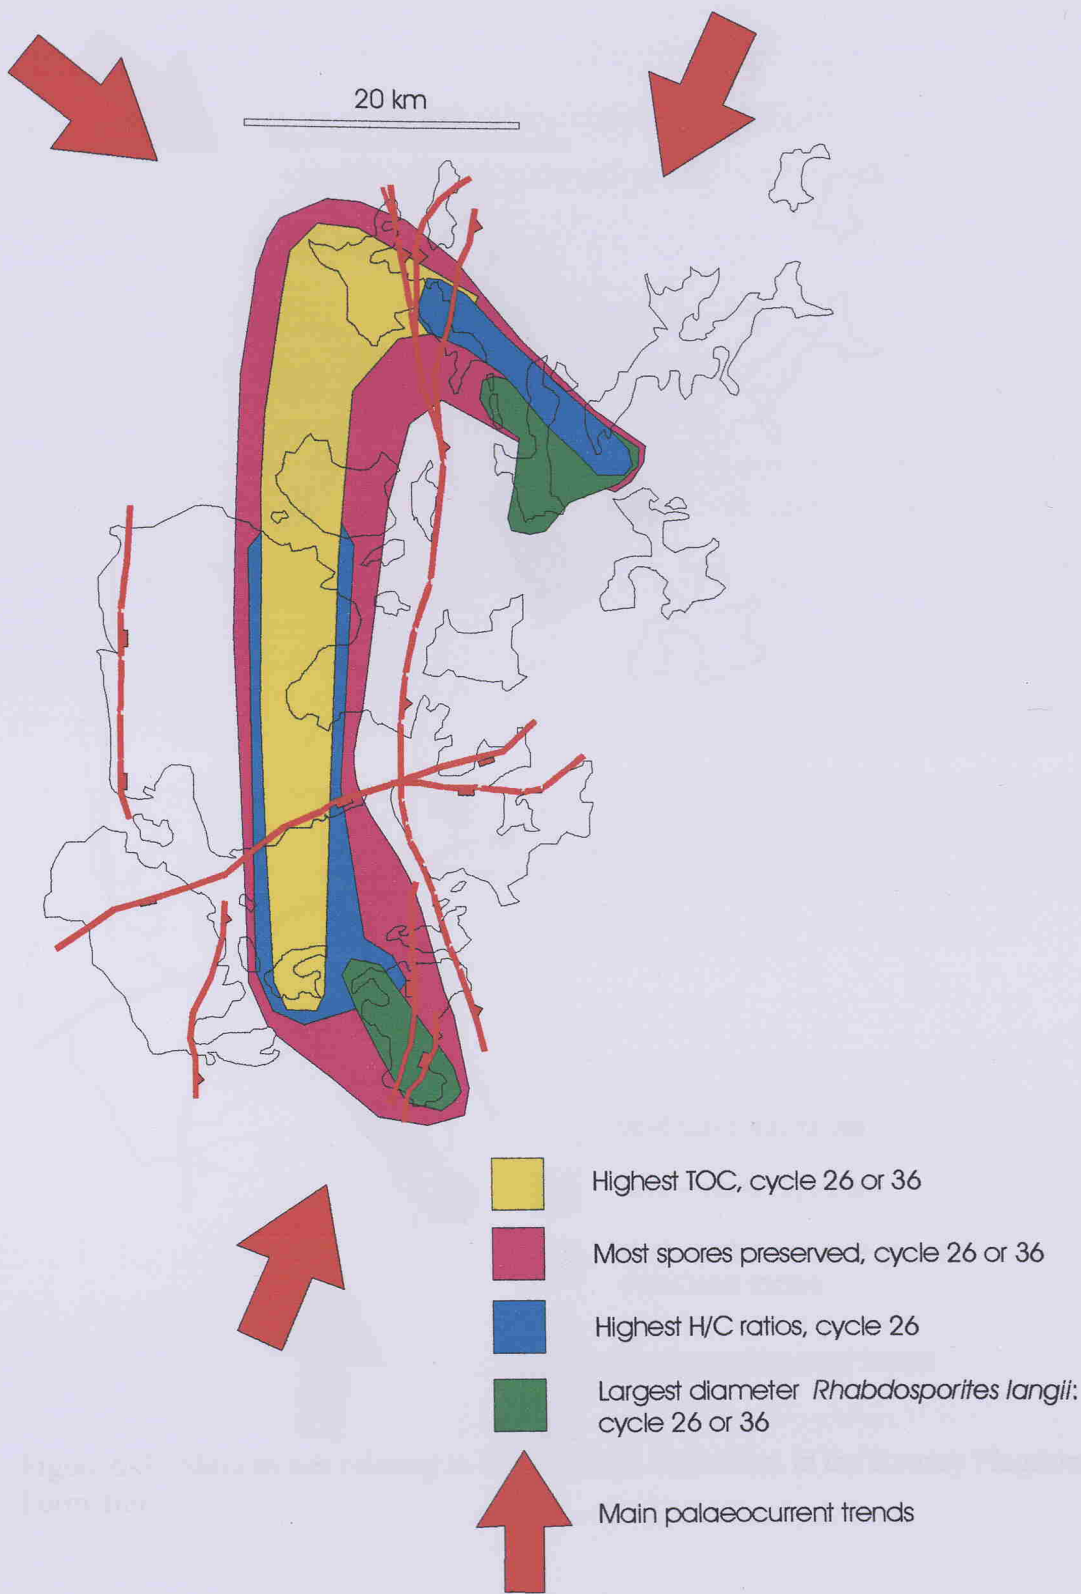 20 km
Highest TOC, cycle 26 or 36
Most spores preserved, cycle 26 or 36
Highest H/C ratios, cycle 26
Largest diameter Rhabdosporites langii:
cycle 26 or 36
Main palaeocurrent trends